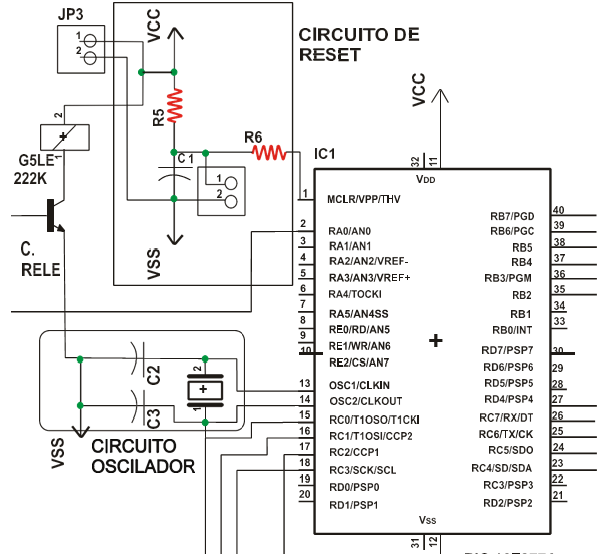 JP3
1
2
VCC
CIRCUITO DE
RESET
R5
R6
2
+
G5LE
222K
1
C1
1
2
VSS
C.
RELE
VCC
IC1
32
11
VDD
1 MCLR/VPP/THV
2 RA0/AN0
3 RA1/AN1
4 RA2/AN2/VREF-
5 RA3/AN3/VREF+
6 RA4/TOCKI
7 RA5/AN4SS
8 RE0/RD/AN5
9 RE1/WR/AN6
10 RE2/CS/AN7
13 OSC1/CLKIN
14 OSC2/CLKOUT
15 RC0/T1OSO/T1CKI
16 RC1/T1OSI/CCP2
17 RC2/CCP1
18 RC3/SCK/SCL
19 RD0/PSP0
20 RD1/PSP1
+
RB7/PGD 40
RB6/PGC 39
RB5 38
RB4 37
RB3/PGM 36
RB2 35
RB1 34
RB0/INT 33
RD7/PSP7 30
RD6/PSP6 29
RD5/PSP5 28
RD4/PSP4 27
RC7/RX/DT 26
RC6/TX/CK 25
RC5/SDO 24
RC4/SD/SDA 23
RC3/PSP3 22
RD2/PSP2 21
VSS
31
12
C2
C3
2
+
1
VSS
CIRCUITO
OSCILADOR